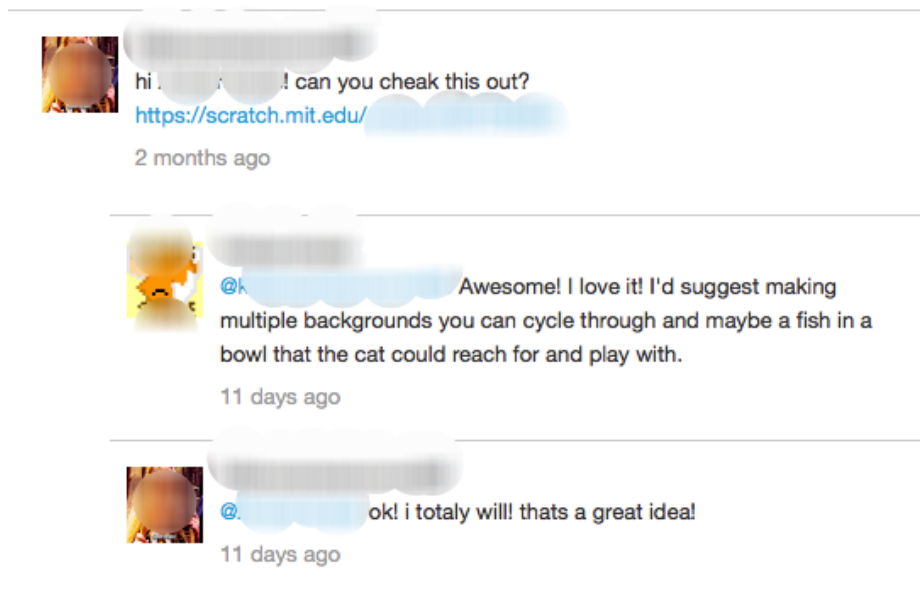 hi ! can you cheak this out?
https://scratch.mit.edu/
2 months ago
@ Awesome! I love it! I'd suggest making
multiple backgrounds you can cycle through and maybe a fish in a
bowl that the cat could reach for and play with.
11 days ago
@ ok! i totaly will! thats a great idea!
11 days ago